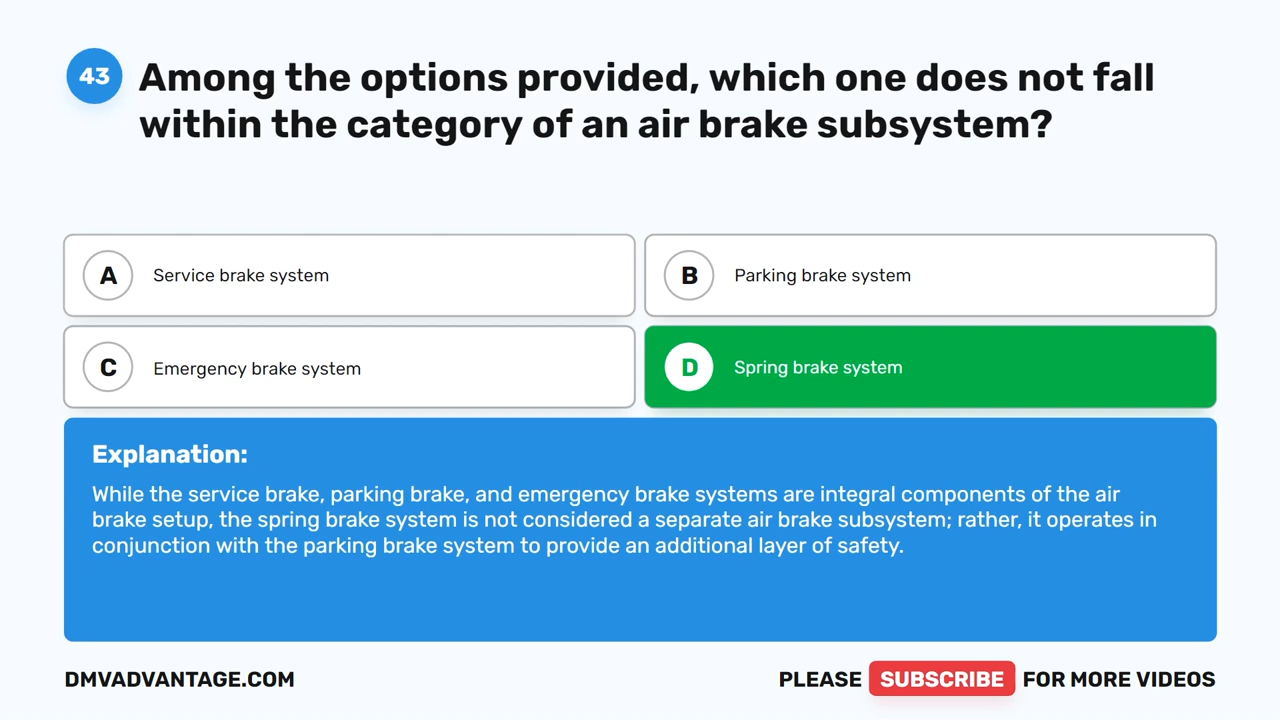 43
Among the options provided, which one does not fall
within the category of an air brake subsystem?
A
Service brake system
B
Parking brake system
C
Emergency brake system
D
Spring brake system
Explanation:
While the service brake, parking brake, and emergency brake systems are integral components of the air
brake setup, the spring brake system is not considered a separate air brake subsystem; rather, it operates in
conjunction with the parking brake system to provide an additional layer of safety.
DMVADVANTAGE.COM
PLEASE SUBSCRIBE FOR MORE VIDEOS